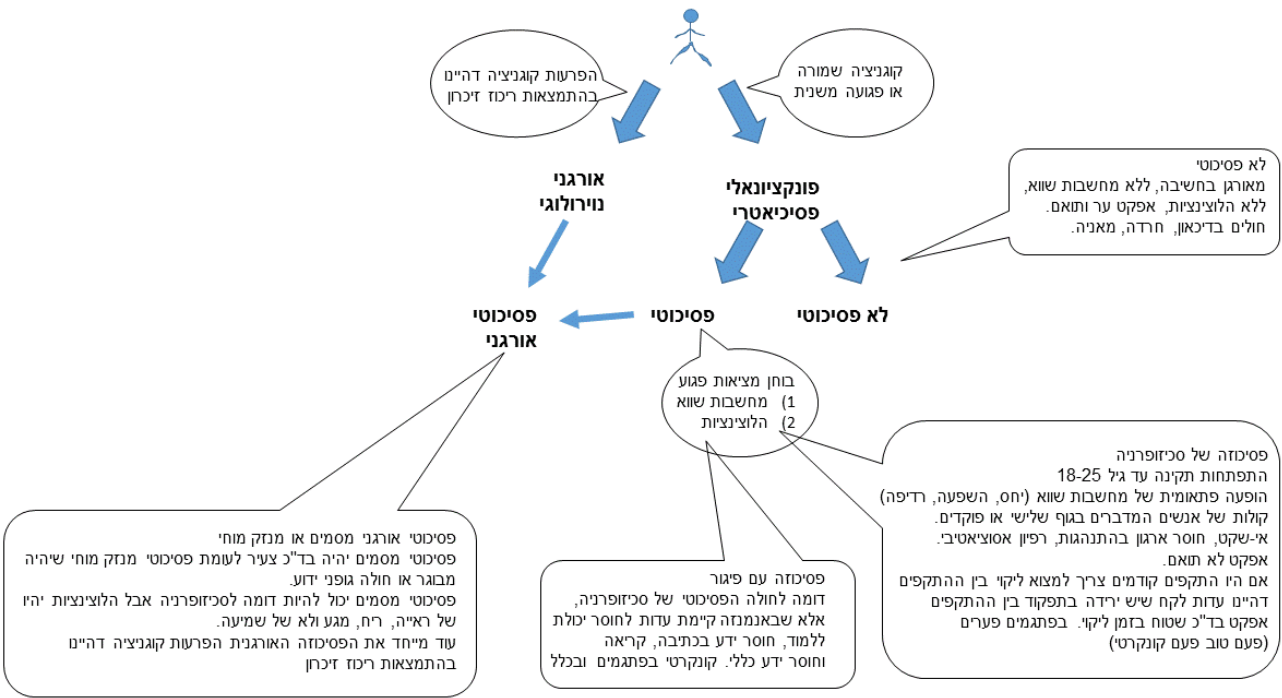 קוגניציה שמורה
או פגועה משנית
הפרעות קוגניציה דהיינו
בהתמצאות ריכוז זיכרון
לא פסיכוטי
מאורגן בחשיבה, ללא מחשבות שווא,
ללא הלוצינציות, אפקט ער ותואם.
חולים בדיכאון, חרדה, מאניה.
פונקציונאלי
פסיכיאטרי
אורגני
נוירולוגי
לא פסיכוטי
פסיכוטי
פסיכוטי
אורגני
בוחן מציאות פגוע
1) מחשבות שווא
2) הלוצינציות
פסיכוזה של סכיזופרניה
התפתחות תקינה עד גיל 18-25
הופעה פתאומית של מחשבות שווא (יחס, השפעה, רדיפה)
קולות של אנשים המדברים בגוף שלישי או פוקדים.
אי-שקט, חוסר ארגון בהתנהגות, רפיון אסוציאטיבי.
אפקט לא תואם.
אם היו התקפים קודמים צריך למצוא ליקוי בין ההתקפים
דהיינו עדות לקח שיש ירידה בתפקוד בין ההתקפים
אפקט בד"כ שטוח בזמן ליקוי. בפתגמים פערים
(פעם טוב פעם קונקרטי)
פסיכוזה עם פיגור
דומה לחולה הפסיכוטי של סכיזופרניה,
אלא שבאנמנזה קיימת עדות לחוסר יכולת
ללמוד, חוסר ידע בכתיבה, קריאה
וחוסר ידע כללי. קונקרטי בפתגמים ובכלל
פסיכוטי אורגני מסמים או מנזק מוחי
פסיכוטי מסמים יהיה בד"כ צעיר לעומת פסיכוטי מנזק מוחי שיהיה
מבוגר או חולה גופני ידוע.
פסיכוטי מסמים יכול להיות דומה לסכיזופרניה אבל הלוצינציות יהיו
של ראייה, ריח, מגע ולא של שמיעה.
עוד מייחד את הפסיכוזה האורגנית הפרעות קוגניציה דהיינו
בהתמצאות ריכוז זיכרון